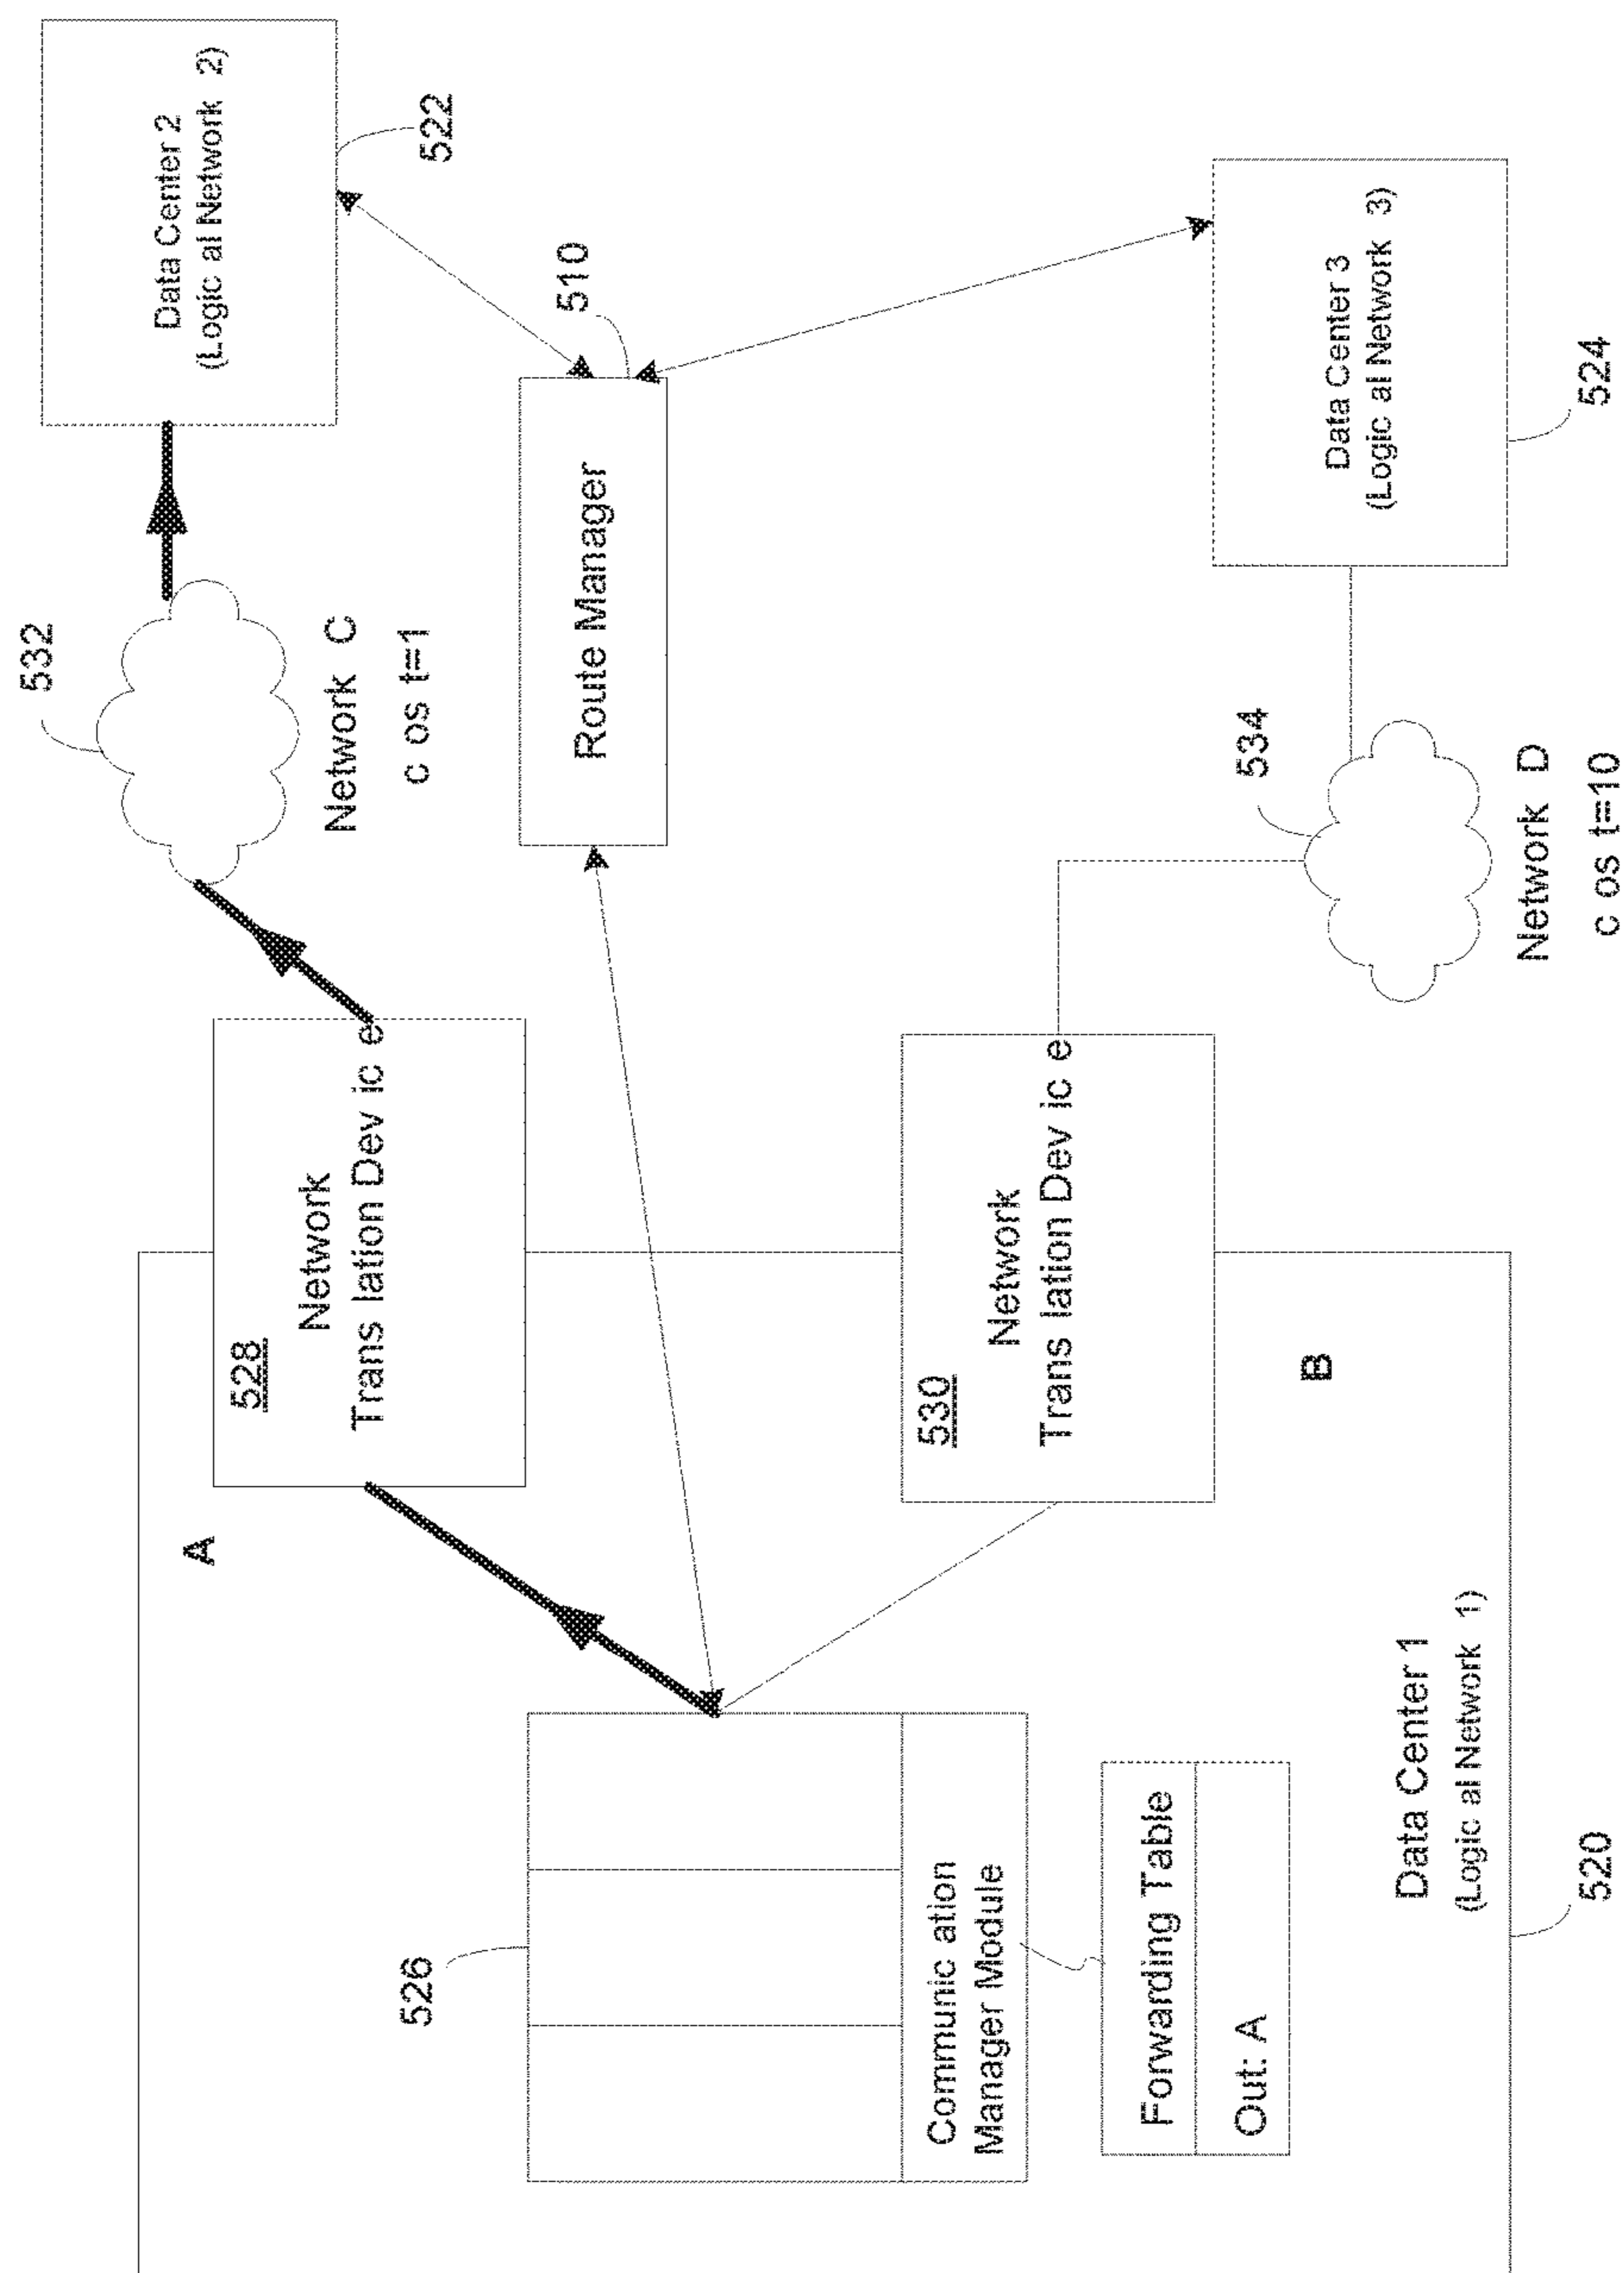 Data Center 2
(Logic al Network 2)
522
532
Network C
c os t=1
510
Route Manager
Data Center 3
(Logic al Network 3)
524
534
Network D
c os t=10
A
528
Network
Trans lation Dev ic e
530
Network
Trans lation Dev ic e
B
526
Communic ation
Manager Module
Forwarding Table
Out: A
Data Center 1
(Logic al Network 1)
520